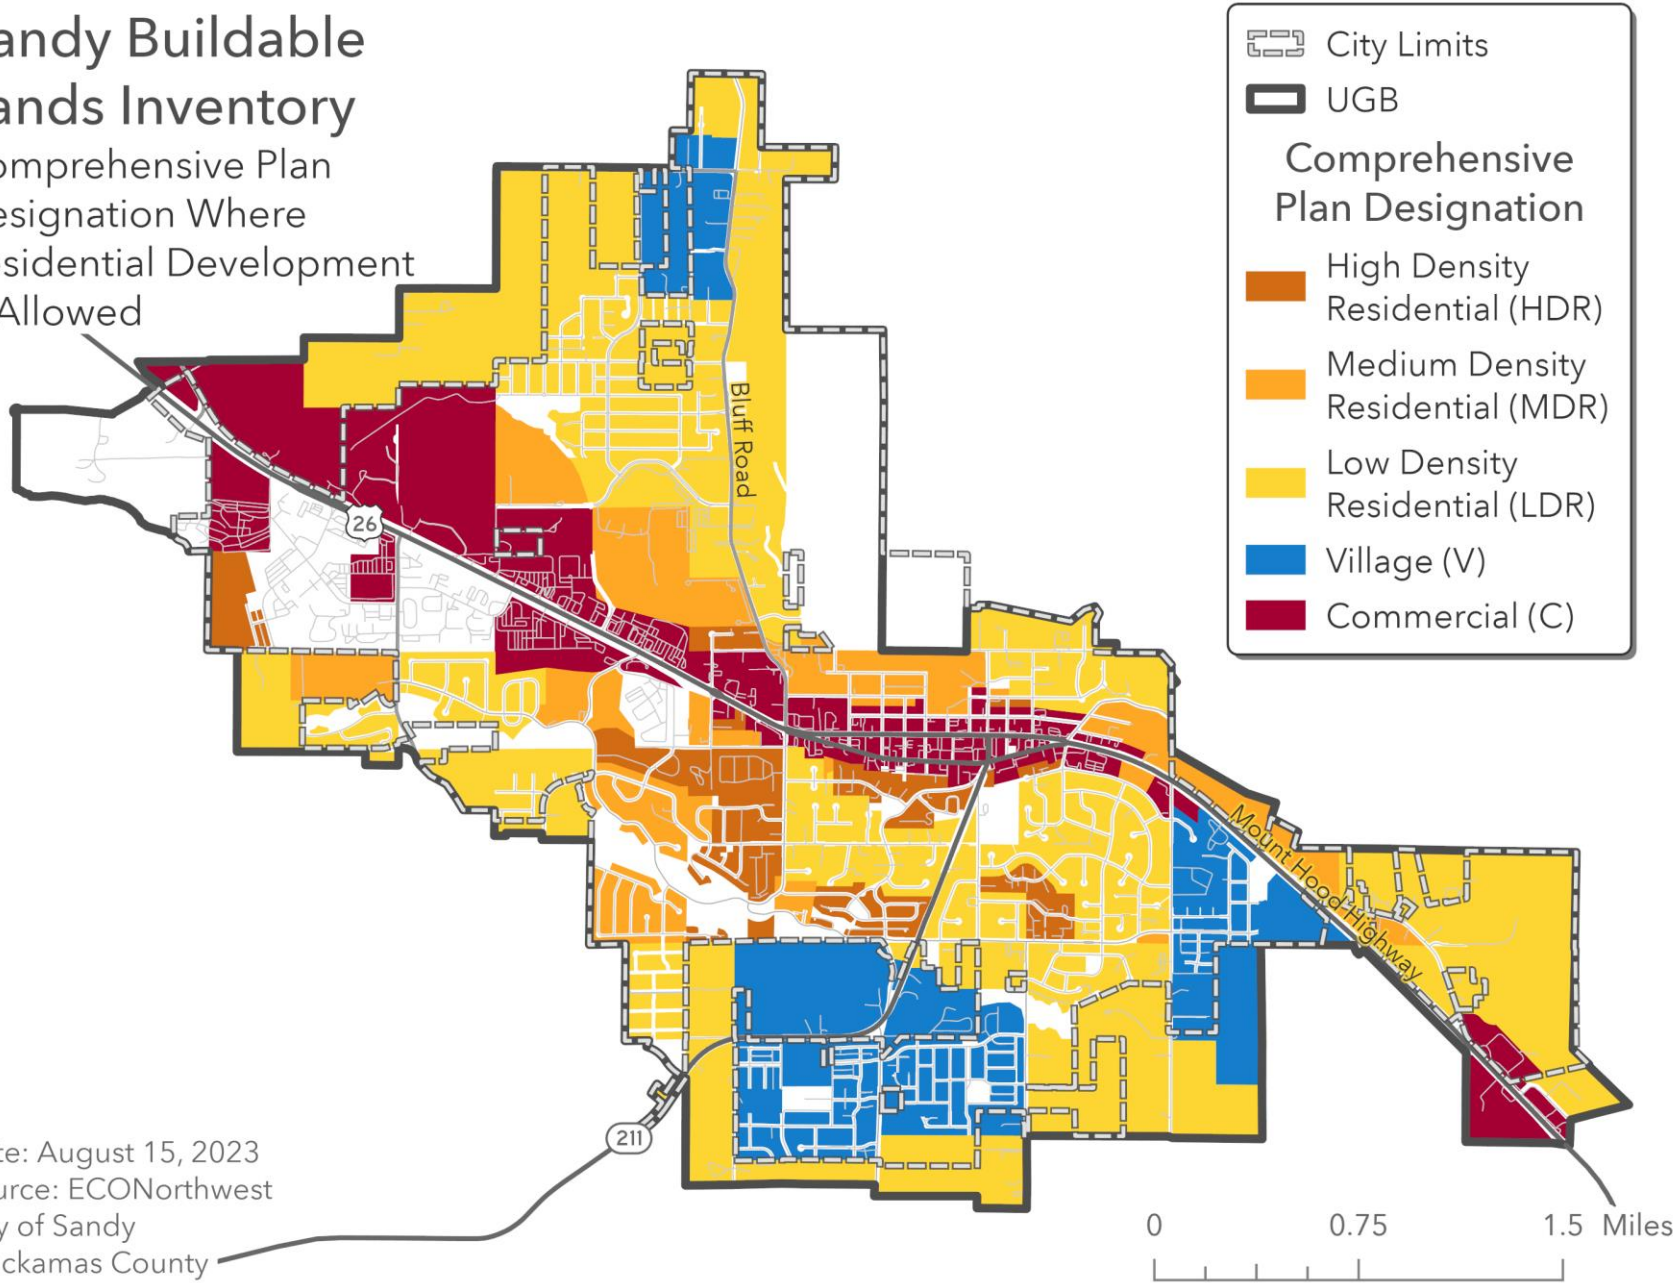 andy Buildable
ands Inventory
omprehensive Plan
esignation Where
sidential Development
Allowed
City Limits
UGB
Comprehensive
Plan Designation
High Density
Residential (HDR)
Medium Density
Residential (MDR)
Low Density
Residential (LDR)
Village (V)
Commercial (C)
Bluff Road
26
Mount Hood Highway
211
te: August 15, 2023
urce: ECONorthwest
y of Sandy
ckamas County
0 0.75 1.5 Miles